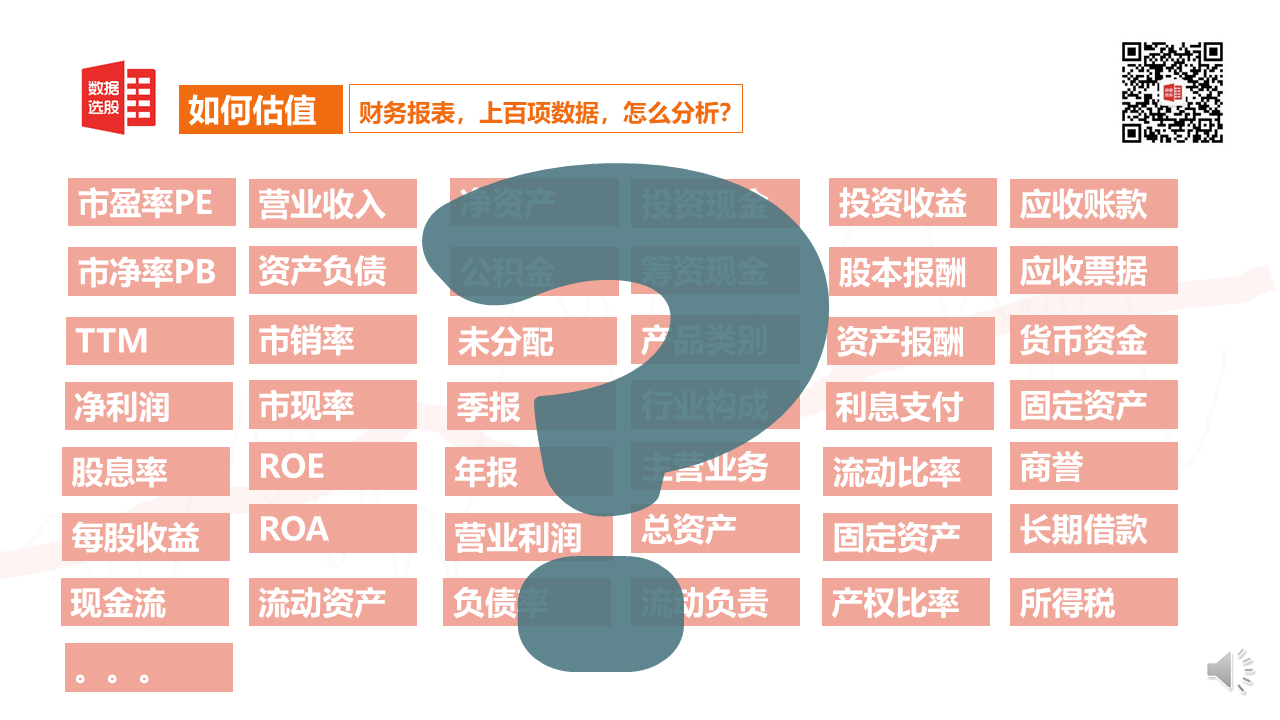 数据
选股
如何估值
财务报表，上百项数据，怎么分析?
市盈率PE 营业收入 净资产 投资现金 投资收益 应收账款
市净率PB 资产负债 公积金 筹资现金 股本报酬 应收票据
TTM 市销率 未分配 产品类别 资产报酬 货币资金
净利润 市现率 季报 行业构成 利息支付 固定资产
股息率 ROE 年报 主营业务 流动比率 商誉
每股收益 ROA 营业利润 总资产 固定资产 长期借款
现金流 流动资产 负债率 流动负责 产权比率 所得税
。。。
?